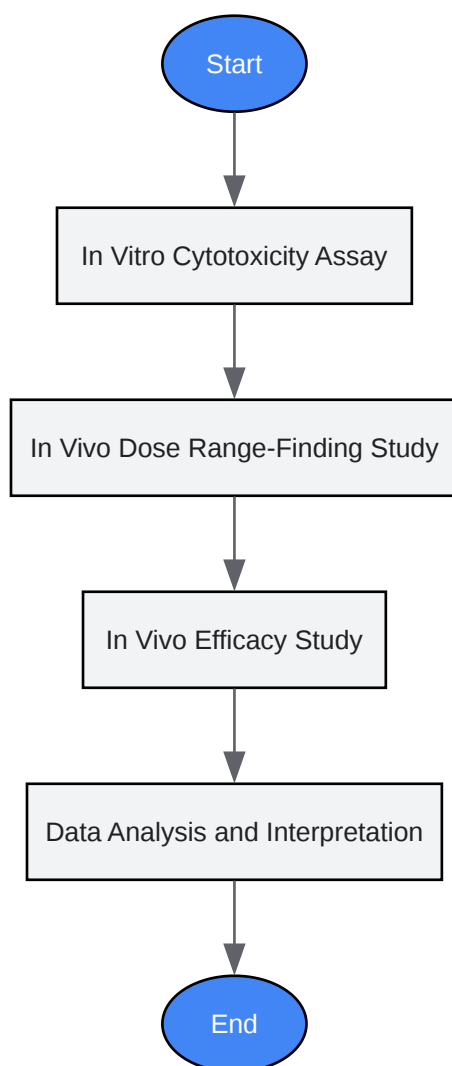 Start
In Vitro Cytotoxicity Assay
In Vivo Dose Range-Finding Study
In Vivo Efficacy Study
Data Analysis and Interpretation
End